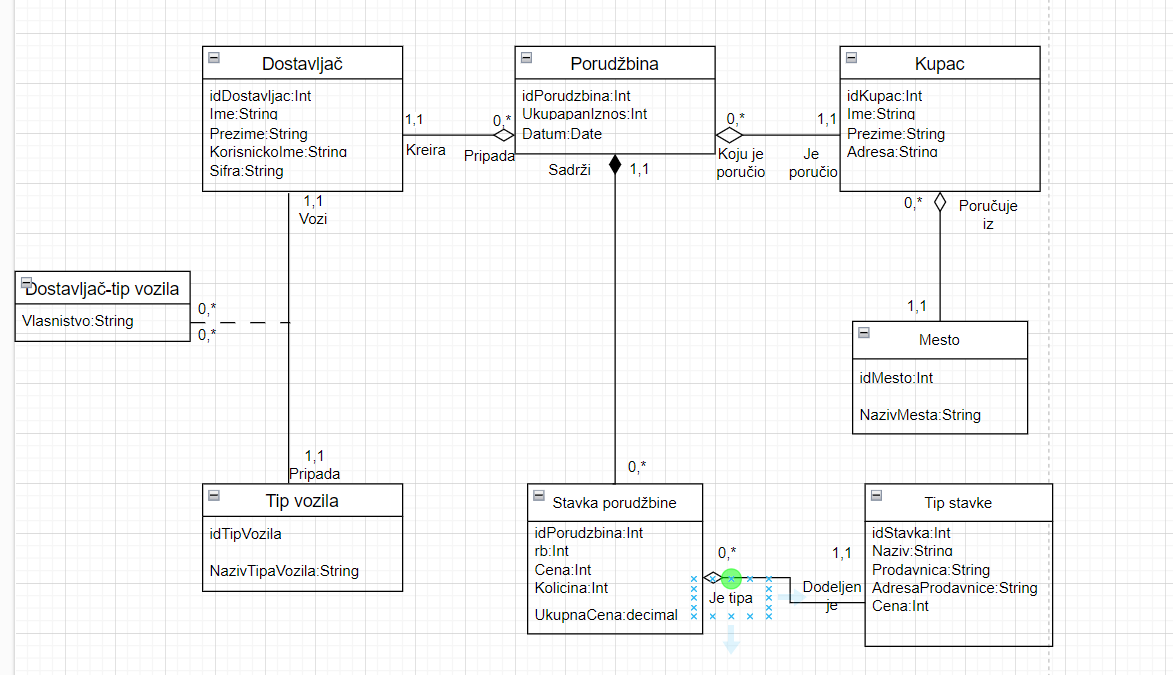 Dostavljač
idDostavljac:Int
Ime:String
Prezime:String
KorisnickoIme:String
Sifra:String
Porudžbina
idPorudzbina:Int
UkupapanIznos:Int
Datum:Date
Kupac
idKupac:Int
Ime:String
Prezime:String
Adresa:String
1,1
Kreira
0,*
Pripada
0,*
Koju je
poručio
1,1
Je
poručio
Sadrži
1,1
1,1
Vozi
0,*
Poručuje
iz
Dostavljač-tip vozila
Vlasnistvo:String
0,*
0,*
1,1
Mesto
idMesto:Int
NazivMesta:String
1,1
Pripada
0,*
Tip vozila
idTipVozila
NazivTipaVozila:String
Stavka porudžbine
idPorudzbina:Int
rb:Int
Cena:Int
Kolicina:Int
UkupnaCena:decimal
0,*
Je tipa
1,1
Dodeljen
je
Tip stavke
idStavka:Int
Naziv:String
Prodavnica:String
AdresaProdavnice:String
Cena:Int